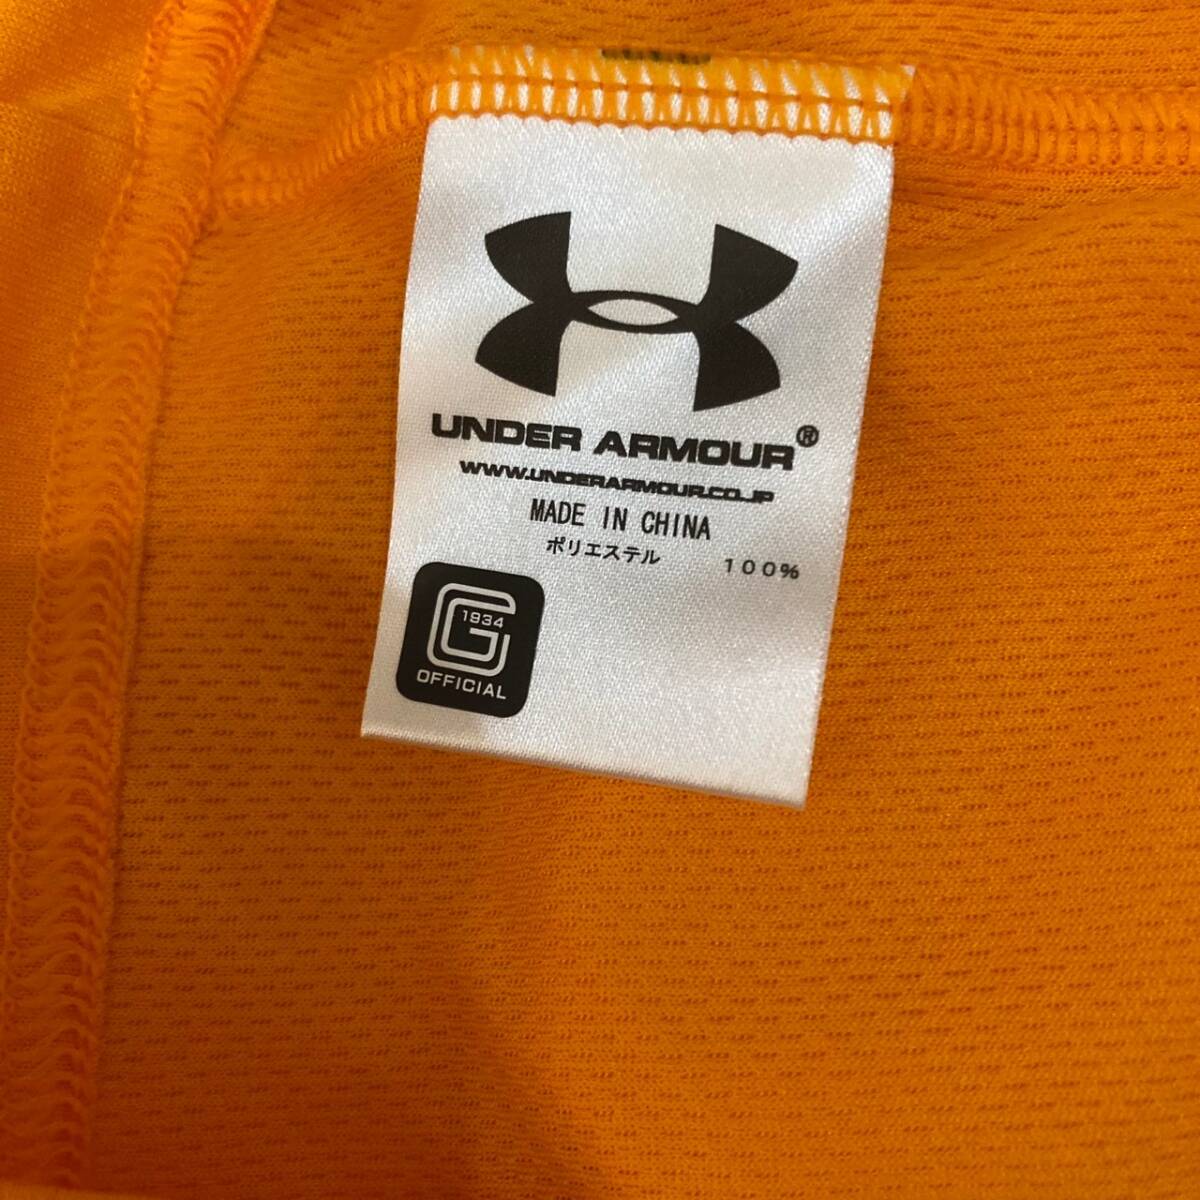 UNDER ARMOUR®
WWW.UNDERARMOUR.CO.JP
MADE IN CHINA
ポリエステル 100%
1934
G
OFFICIAL